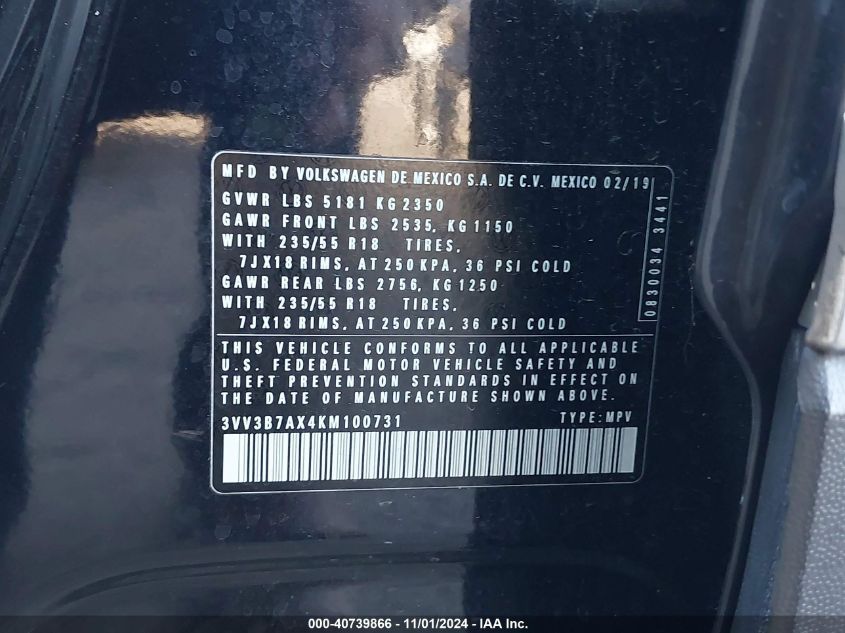 MFD BY VOLKSWAGEN DE MEXICO S.A. DE C.V. MEXICO 02/19
GVWR LBS 5181 KG 2350
GAWR FRONT LBS 2535, KG 1150
WITH 235/55 R18 TIRES,
7JX18 RIMS, AT 250 KPA, 36 PSI COLD
GAWR REAR LBS 2756, KG 1250
WITH 235/55 R18 TIRES,
7JX18 RIMS, AT 250 KPA, 36 PSI COLD
0830034 3441
THIS VEHICLE CONFORMS TO ALL APPLICABLE
U.S. FEDERAL MOTOR VEHICLE SAFETY AND
THEFT PREVENTION STANDARDS IN EFFECT ON
THE DATE OF MANUFACTURE SHOWN ABOVE.
3VV3B7AX4KM100731 TYPE: MPV
000-40739866 - 11/01/2024 - IAA Inc.